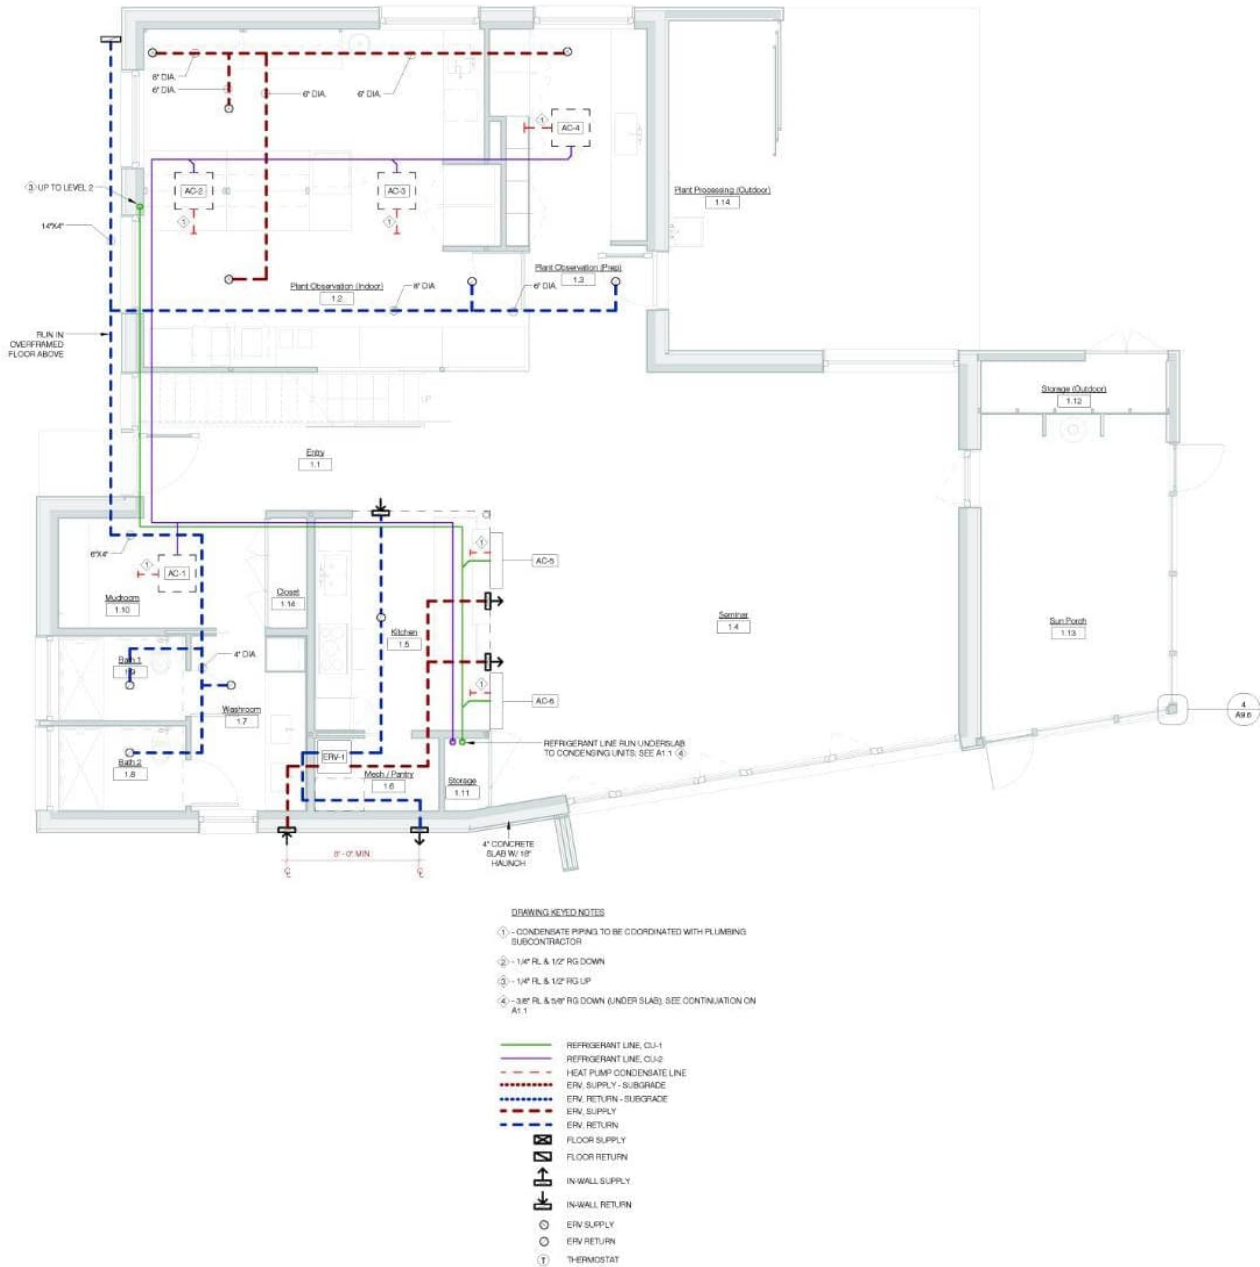 8" DIA.
6" DIA.
6" DIA.
6" DIA.
1
AC-4
3 UP TO LEVEL 2
AC-2
AC-3
1
1
Plant Processing (Outdoor)
1.14
14"X4"
Plant Observation (Indoor)
1.2
8" DIA
6" DIA.
Plant Observation (Prep)
1.3
RUN IN
OVERFRAMED
FLOOR ABOVE
UP
Storage (Outdoor)
1.12
Entry
1.1
6"X4"
1
AC-1
Mudroom
1.10
Closet
1.14
1
AC-5
Kitchen
1.5
Seminar
1.4
Sun Porch
1.13
Bath 1
1.9
4" DIA.
Washroom
1.7
1
AC-6
4
A9.6
Bath 2
1.8
ERV-1
Mech / Pantry
1.6
Storage
1.11
REFRIGERANT LINE RUN UNDERSLAB
TO CONDENSING UNITS, SEE A1.1 4
8'-0" MIN.
4" CONCRETE
SLAB W/ 18"
HAUNCH
DRAWING KEYED NOTES
1 - CONDENSATE PIPING TO BE COORDINATED WITH PLUMBING
SUBCONTRACTOR
2 - 1/4" RL & 1/2" RG DOWN
3 - 1/4" RL & 1/2" RG UP
4 - 3/8" RL & 5/8" RG DOWN (UNDER SLAB). SEE CONTINUATION ON
A1.1
REFRIGERANT LINE, CU-1
REFRIGERANT LINE, CU-2
HEAT PUMP CONDENSATE LINE
ERV, SUPPLY - SUBGRADE
ERV, RETURN - SUBGRADE
ERV, SUPPLY
ERV, RETURN
FLOOR SUPPLY
FLOOR RETURN
IN-WALL SUPPLY
IN-WALL RETURN
ERV SUPPLY
ERV RETURN
T THERMOSTAT